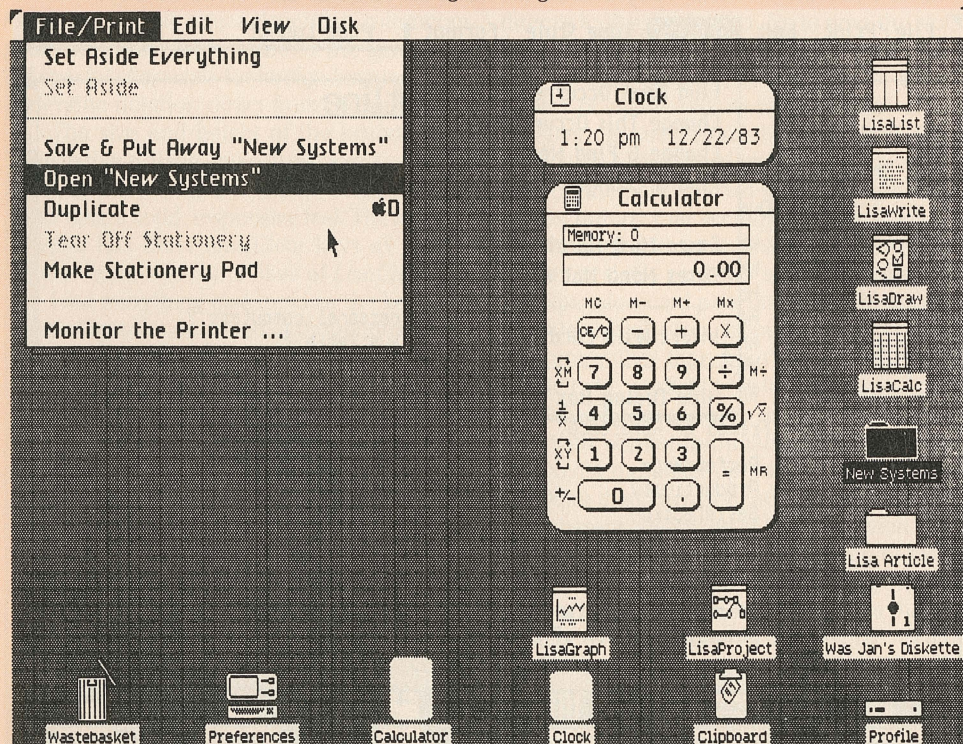 File/Print Edit View Disk
Set Aside Everything
Set Aside
Save & Put Away "New Systems"
Open "New Systems"
Duplicate D
Tear Off Stationery
Make Stationery Pad
Monitor the Printer ...
Clock
1:20 pm 12/22/83
Calculator
Memory: 0
0.00
MC M- M+ Mx
CE/C - + X
XM 7 8 9 ÷ M÷
1/X 4 5 6 % √X
XY 1 2 3
= MR
+/- 0 .
LisaList
LisaWrite
LisaDraw
LisaCalc
New Systems
Lisa Article
1
LisaGraph LisaProject Was Jan's Diskette
Wastebasket Preferences Calculator Clock Clipboard Profile